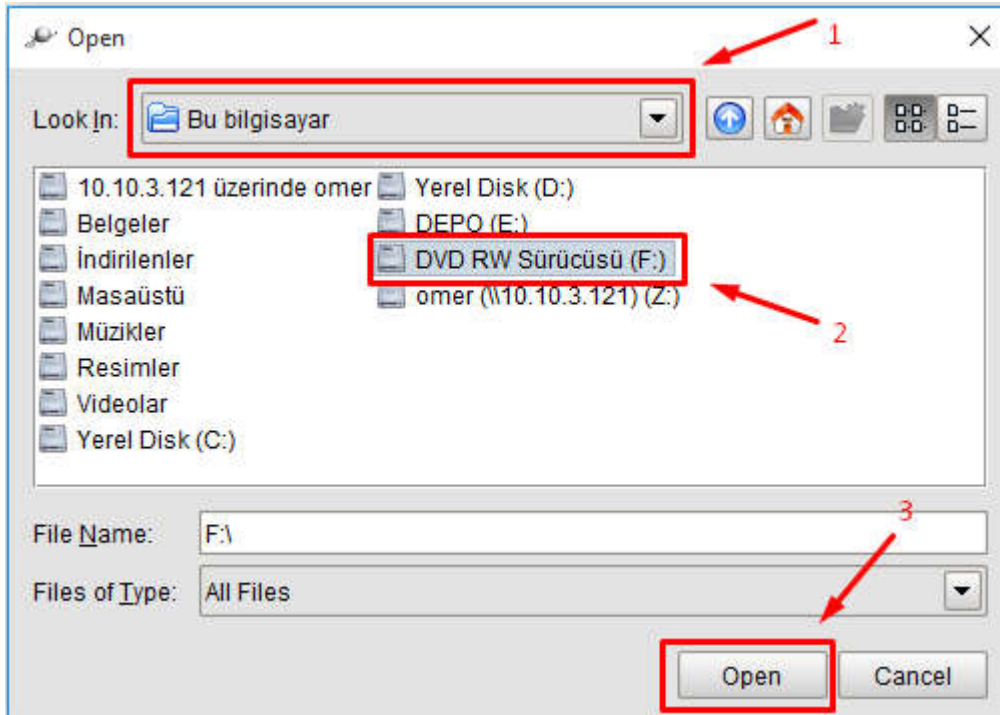 Open
1
Look In: Bu bilgisayar
10.10.3.121 üzerinde omer
Belgeler
İndirilenler
Masaüstü
Müzikler
Resimler
Videolar
Yerel Disk (C:)
Yerel Disk (D:)
DEPO (E:)
DVD RW Sürücüsü (F:)
omer (\\10.10.3.121) (Z:)
2
3
File Name: F:\
Files of Type: All Files
Open Cancel